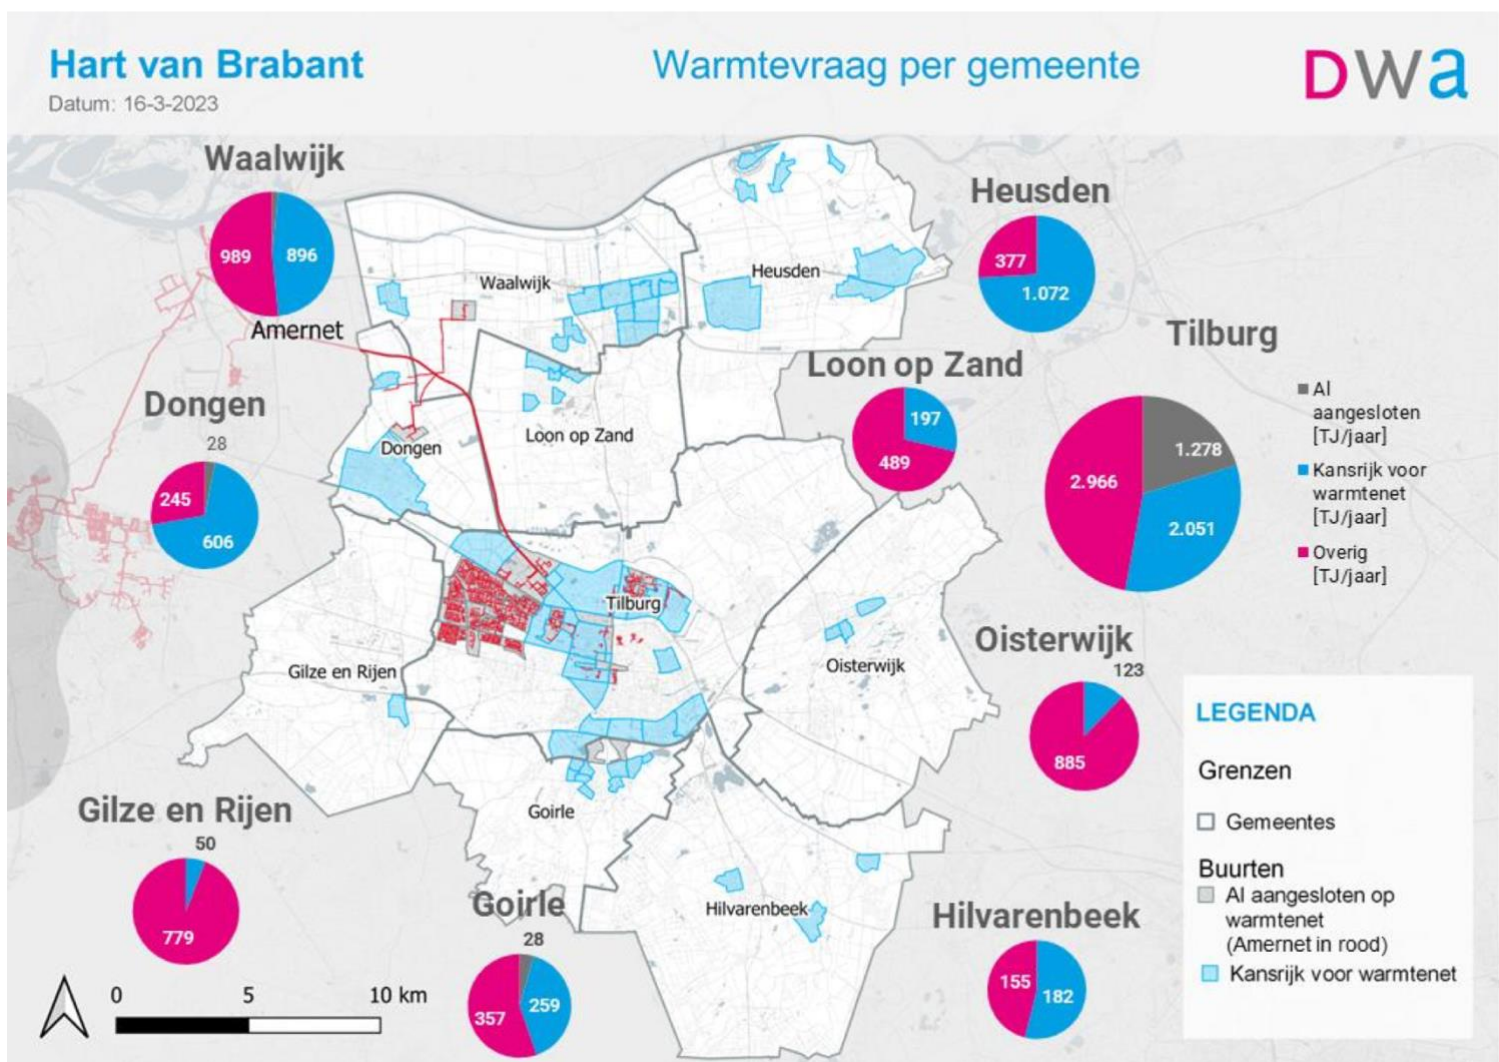 Hart van Brabant
Datum: 16-3-2023
Warmtevraag per gemeente
DWa
Waalwijk
989
896
Amernet
Waalwijk
Heusden
Heusden
377
1.072
Tilburg
Loon op Zand
197
489
Dongen
28
245
606
Dongen
Loon op Zand
1.278
2.966
2.051
Al
aangesloten
[TJ/jaar]
Kansrijk voor
warmtenet
[TJ/jaar]
Overig
[TJ/jaar]
Tilburg
Gilze en Rijen
Oisterwijk
Oisterwijk
123
885
Gilze en Rijen
50
779
Goirle
Goirle
28
259
357
Hilvarenbeek
Hilvarenbeek
155
182
0
5
10 km
LEGENDA
Grenzen
Gemeentes
Buurten
Al aangesloten op
warmtenet
(Amernet in rood)
Kansrijk voor warmtenet